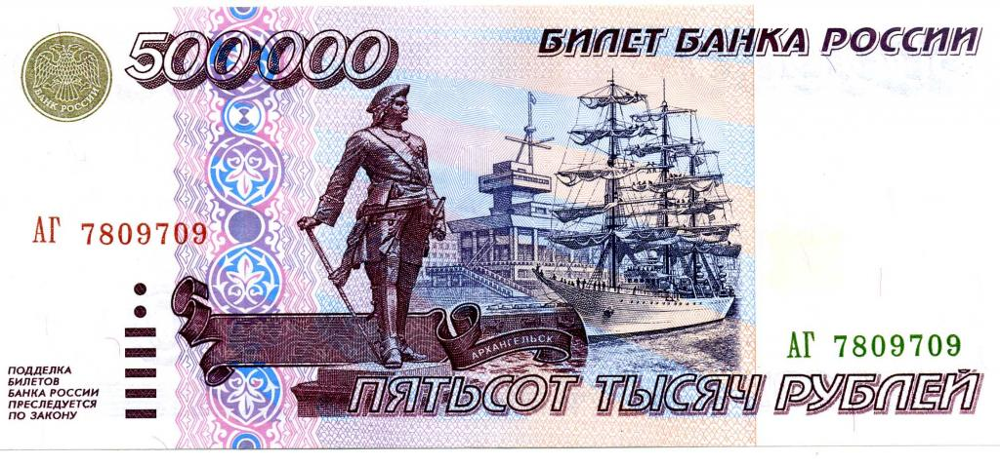 500000
БИЛЕТ БАНКА РОССИИ
БАНК РОССИИ
АГ 7809709
АРХАНГЕЛЬСК
АГ 7809709
ПОДДЕЛКА
БИЛЕТОВ
БАНКА РОССИИ
ПРЕСЛЕДУЕТСЯ
ПО ЗАКОНУ
ПЯТЬСОТ ТЫСЯЧ РУБЛЕЙ